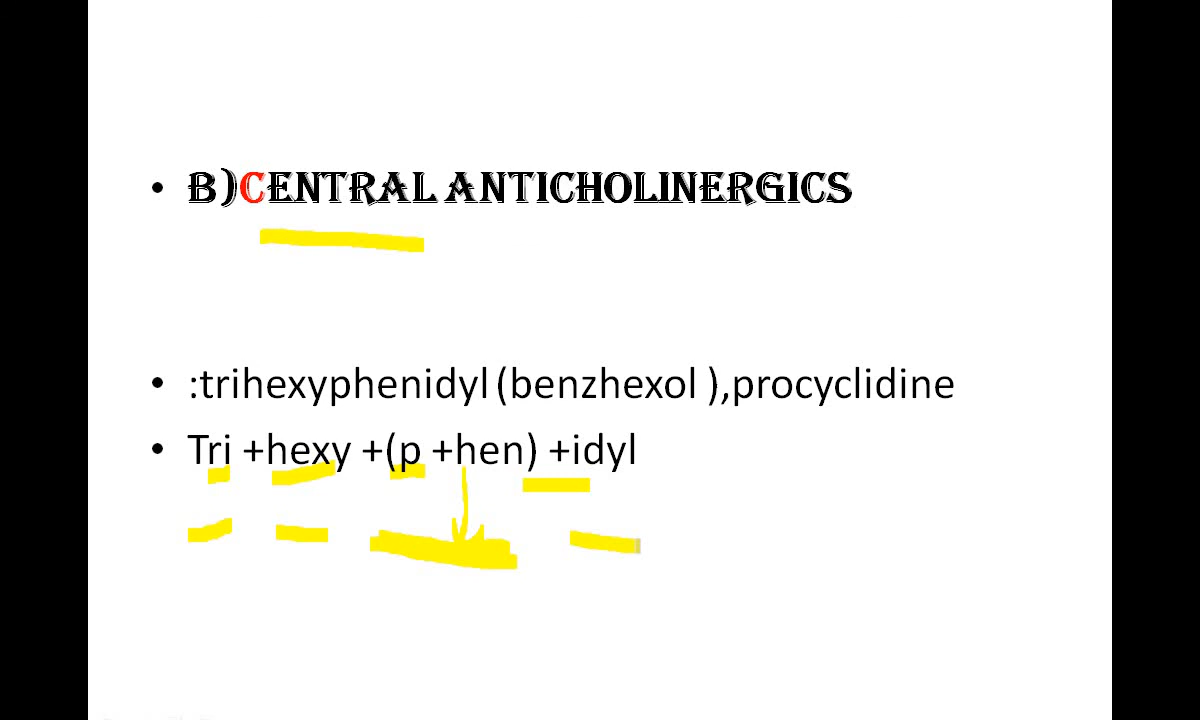 • B)CENTRAL ANTICHOLINERGICS
• :trihexyphenidyl (benzhexol ),procyclidine
• Tri +hexy +(p +hen) +idyl